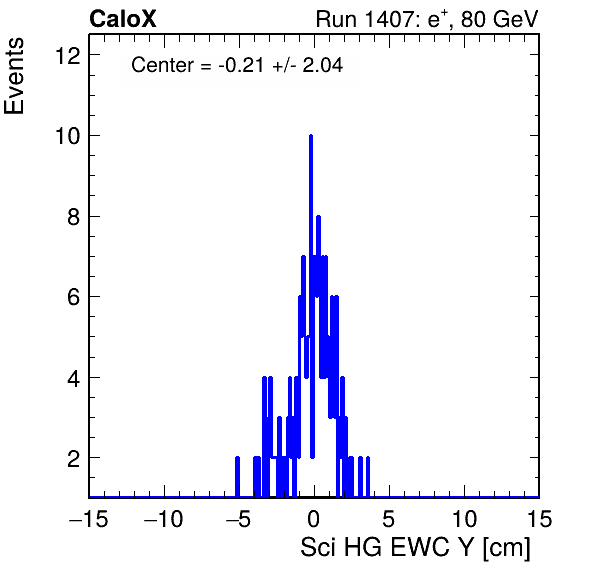 CaloX Run 1407: e⁺, 80 GeV
Events
Center = -0.21 +/- 2.04
12
10
8
6
4
2
−15 −10 −5 0 5 10 15
Sci HG EWC Y [cm]